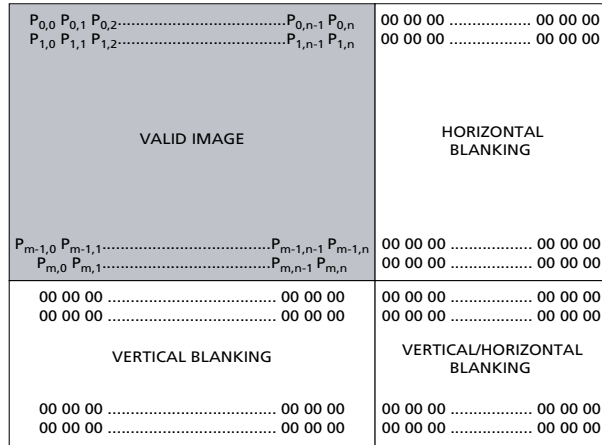 P0,0 P0,1 P0,2.....................................P0,n-1 P0,n 00 00 00 ................. 00 00 00
P1,0 P1,1 P1,2.....................................P1,n-1 P1,n 00 00 00 ................. 00 00 00
VALID IMAGE
HORIZONTAL
BLANKING
Pm-1,0 Pm-1,1.....................................Pm-1,n-1 Pm-1,n 00 00 00 ................. 00 00 00
Pm,0 Pm,1.....................................Pm,n-1 Pm,n 00 00 00 ................. 00 00 00
00 00 00 ................................... 00 00 00 00 00 00 ................. 00 00 00
00 00 00 ................................... 00 00 00 00 00 00 ................. 00 00 00
VERTICAL BLANKING
VERTICAL/HORIZONTAL
BLANKING
00 00 00 ................................... 00 00 00 00 00 00 ................. 00 00 00
00 00 00 ................................... 00 00 00 00 00 00 ................. 00 00 00